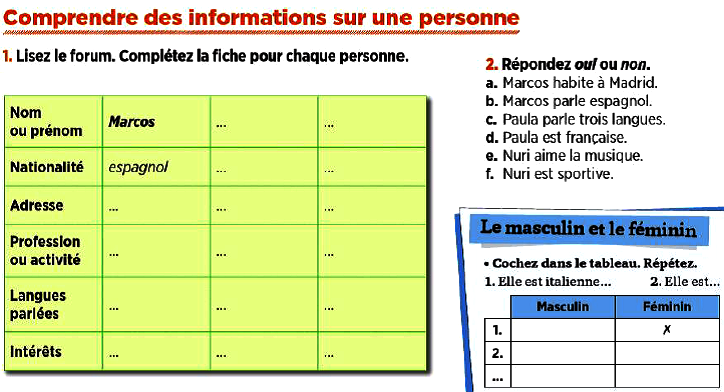 Comprendre des informations sur une personne
1. Lisez le forum. Complétez la fiche pour chaque personne.
Nom
ou prénom
Marcos
...
...
Nationalité
espagnol
...
...
Adresse
...
...
...
Profession
ou activité
...
...
...
Langues
parlées
...
...
...
Intérêts
...
...
...
2. Répondez oui ou non.
a. Marcos habite à Madrid.
b. Marcos parle espagnol.
c. Paula parle trois langues.
d. Paula est française.
e. Nuri aime la musique.
f. Nuri est sportive.
Le masculin et le féminin
• Cochez dans le tableau. Répétez.
1. Elle est italienne... 2. Elle est...
Masculin Féminin
1. ✗
2.
...